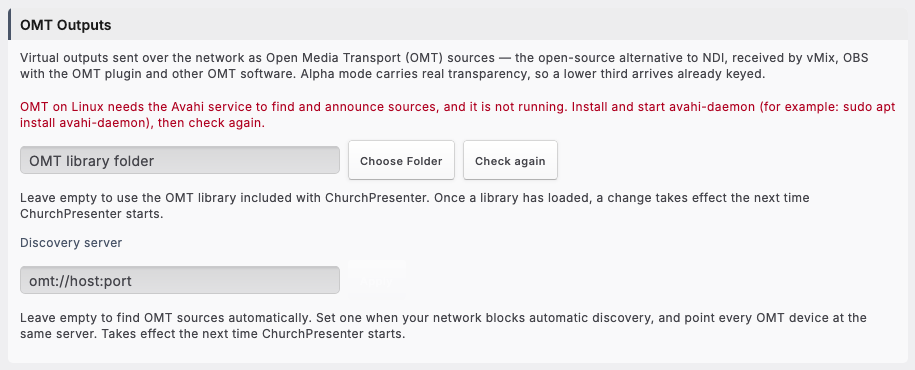 OMT Outputs
Virtual outputs sent over the network as Open Media Transport (OMT) sources — the open-source alternative to NDI, received by vMix, OBS
with the OMT plugin and other OMT software. Alpha mode carries real transparency, so a lower third arrives already keyed.
OMT on Linux needs the Avahi service to find and announce sources, and it is not running. Install and start avahi-daemon (for example: sudo apt
install avahi-daemon), then check again.
OMT library folder
Choose Folder
Check again
Leave empty to use the OMT library included with ChurchPresenter. Once a library has loaded, a change takes effect the next time
ChurchPresenter starts.
Discovery server
omt://host:port
Leave empty to find OMT sources automatically. Set one when your network blocks automatic discovery, and point every OMT device at the
same server. Takes effect the next time ChurchPresenter starts.